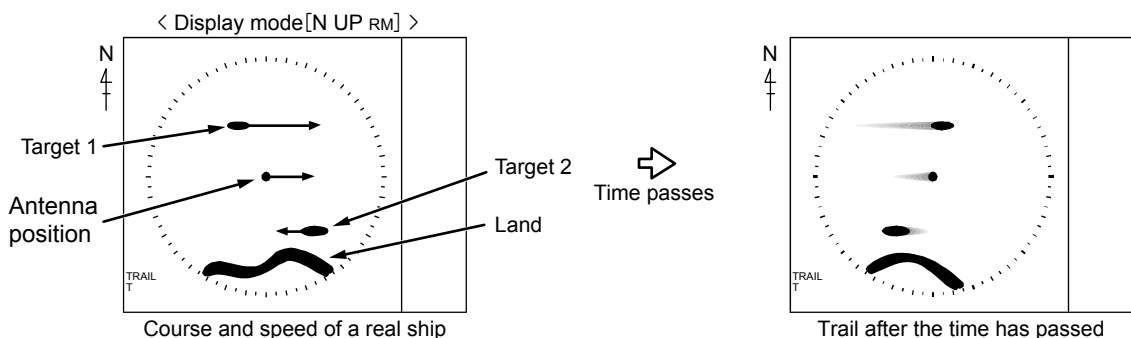 < Display mode[N UP RM] >
N
Target 1
Antenna
position
Target 2
Land
TRAIL
T
Course and speed of a real ship
Time passes
N
TRAIL
T
Trail after the time has passed